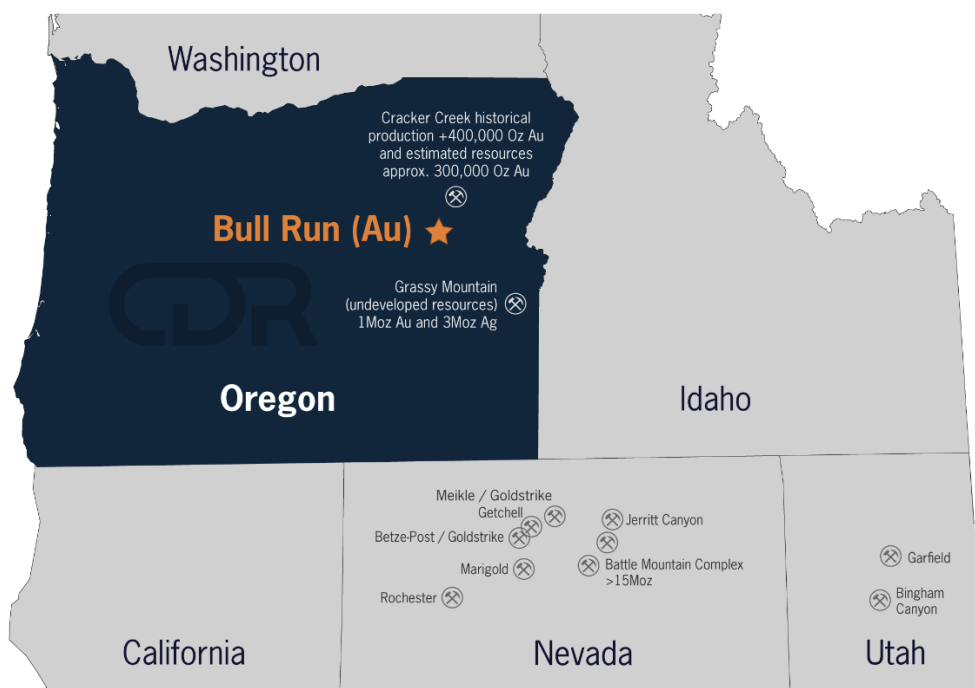 Washington
Cracker Creek historical
production +400,000 Oz Au
and estimated resources
approx. 300,000 Oz Au
Bull Run (Au)
Grassy Mountain
(undeveloped resources)
1Moz Au and 3Moz Ag
CDR
Oregon
Idaho
Meikle / Goldstrike
Getchell
Jerritt Canyon
Betze-Post / Goldstrike
Marigold
Battle Mountain Complex
>15Moz
Rochester
Garfield
Bingham
Canyon
California
Nevada
Utah